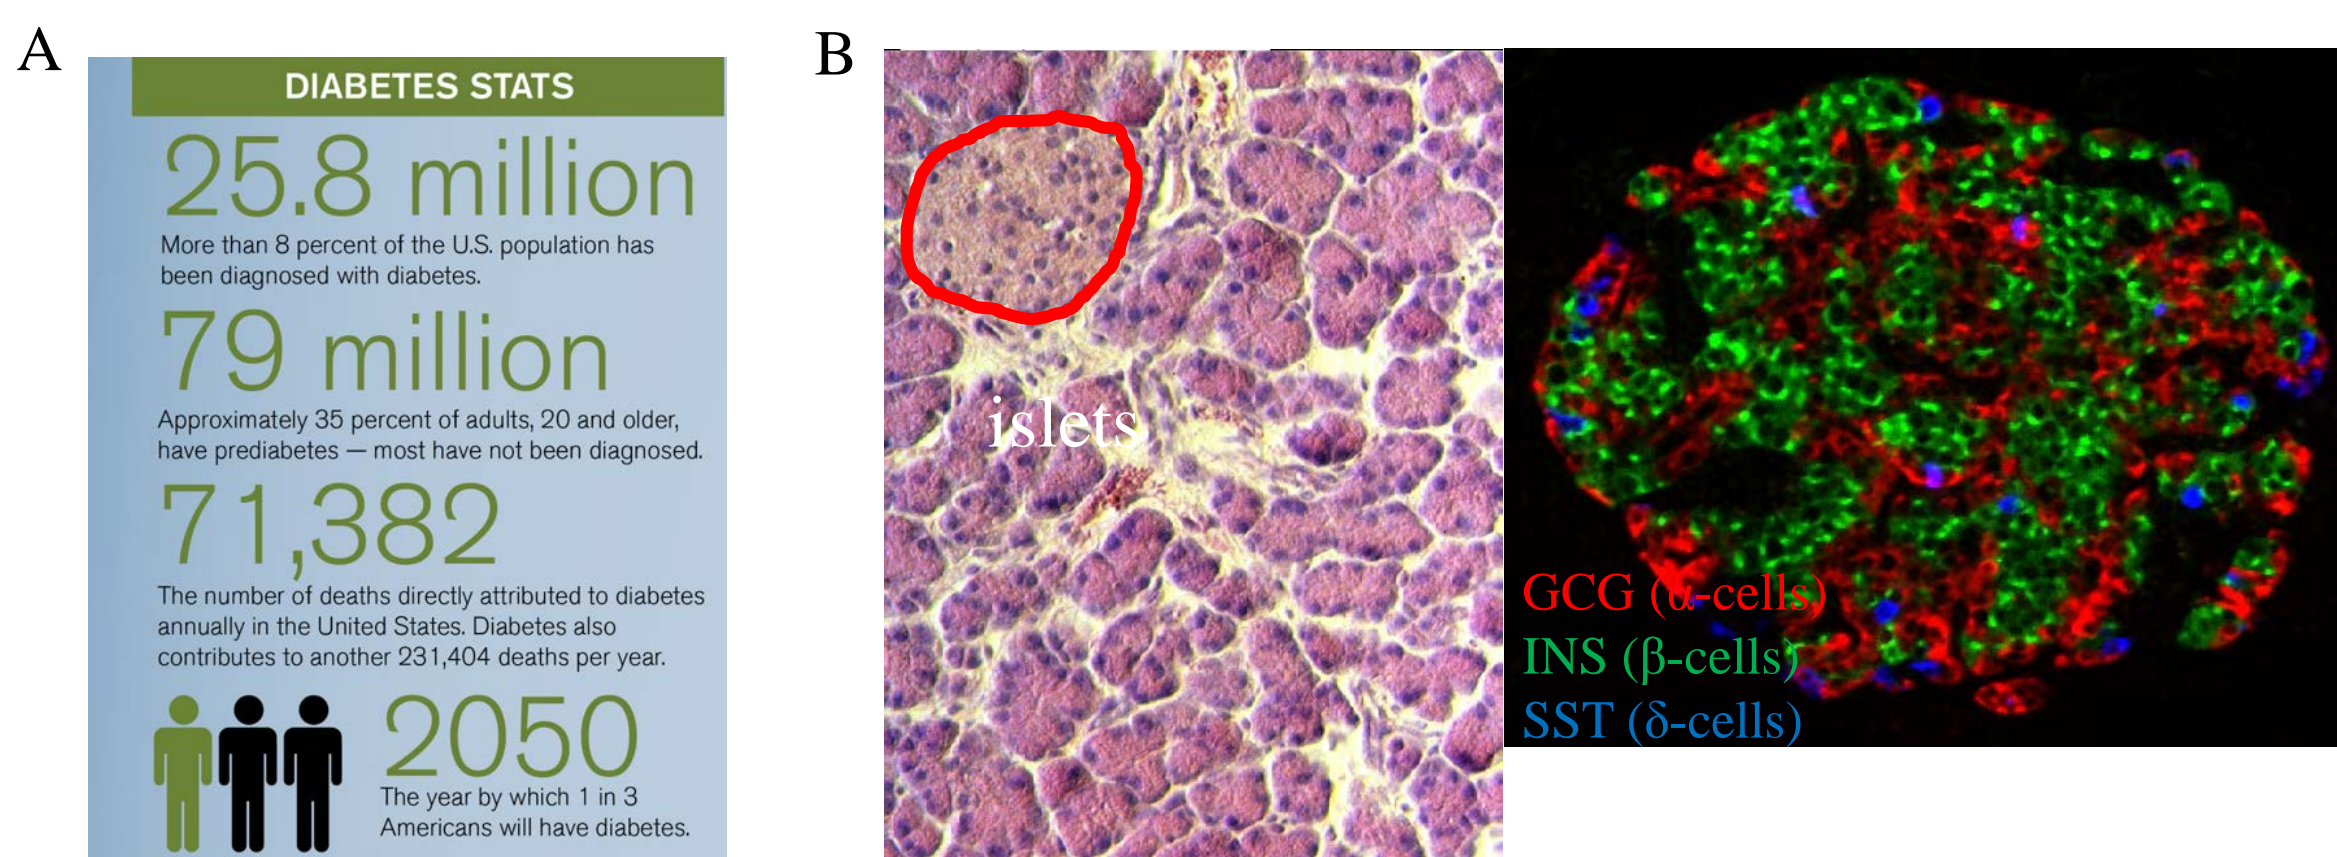 A
DIABETES STATS
25.8 million
More than 8 percent of the U.S. population has
been diagnosed with diabetes.
79 million
Approximately 35 percent of adults, 20 and older,
have prediabetes — most have not been diagnosed.
71,382
The number of deaths directly attributed to diabetes
annually in the United States. Diabetes also
contributes to another 231,404 deaths per year.
2050
The year by which 1 in 3
Americans will have diabetes.
B
islets
GCG (α-cells)
INS (β-cells)
SST (δ-cells)